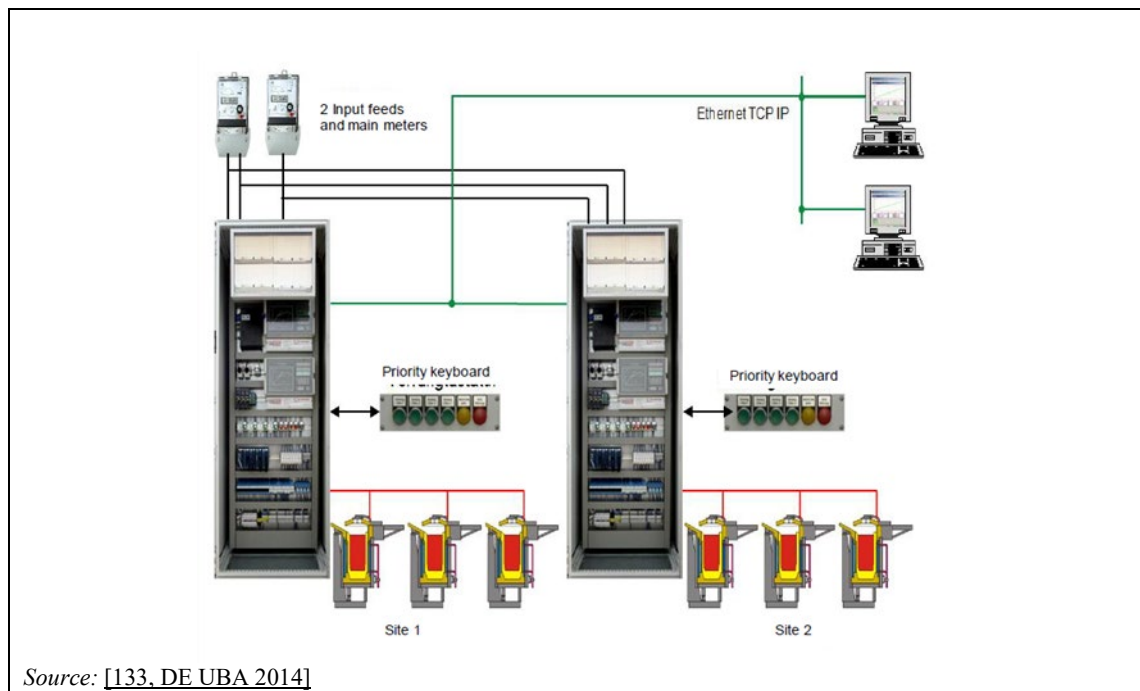 2 Input feeds
and main meters
Ethernet TCP IP
Priority keyboard
Priority keyboard
Site 1
Site 2
Source: [133, DE UBA 2014]